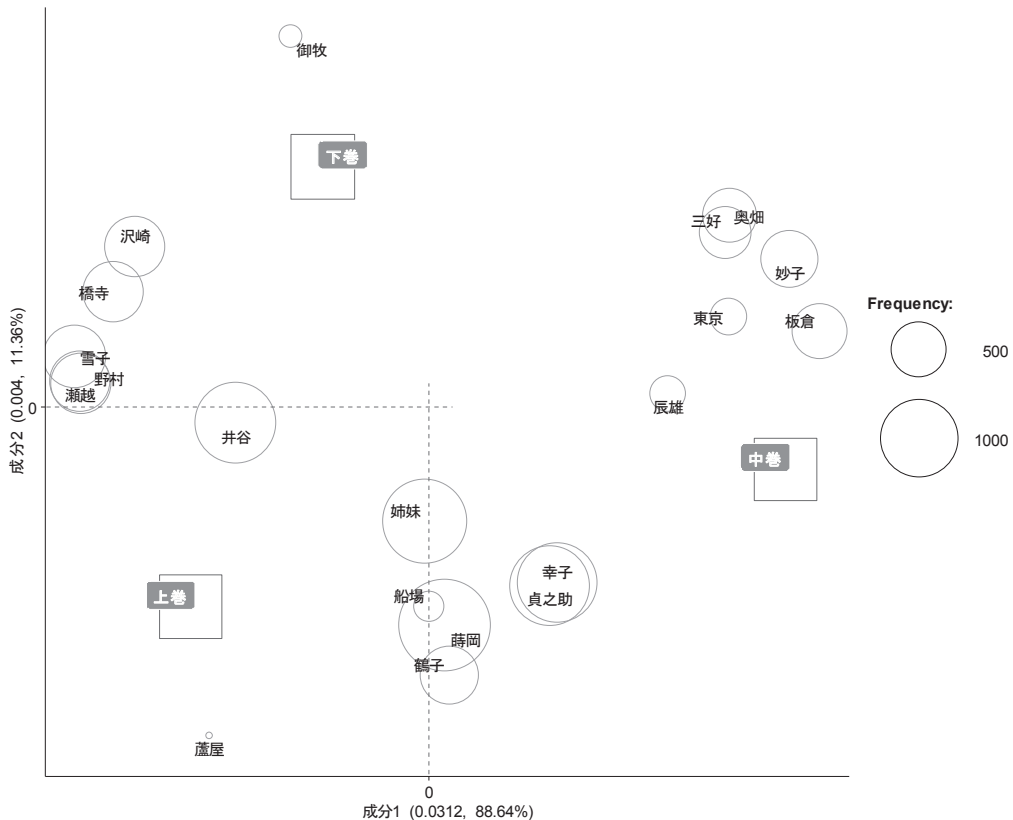 御牧
下巻
沢崎
三好
奥畑
妙子
橋寺
Frequency:
東京
板倉
500
雪子
野村
瀬越
辰雄
0
井谷
1000
中巻
姉妹
幸子
上巻
船場
貞之助
蒔岡
鶴子
蘆屋
0
成分1 (0.0312, 88.64%)
成分2 (0.004, 11.36%)